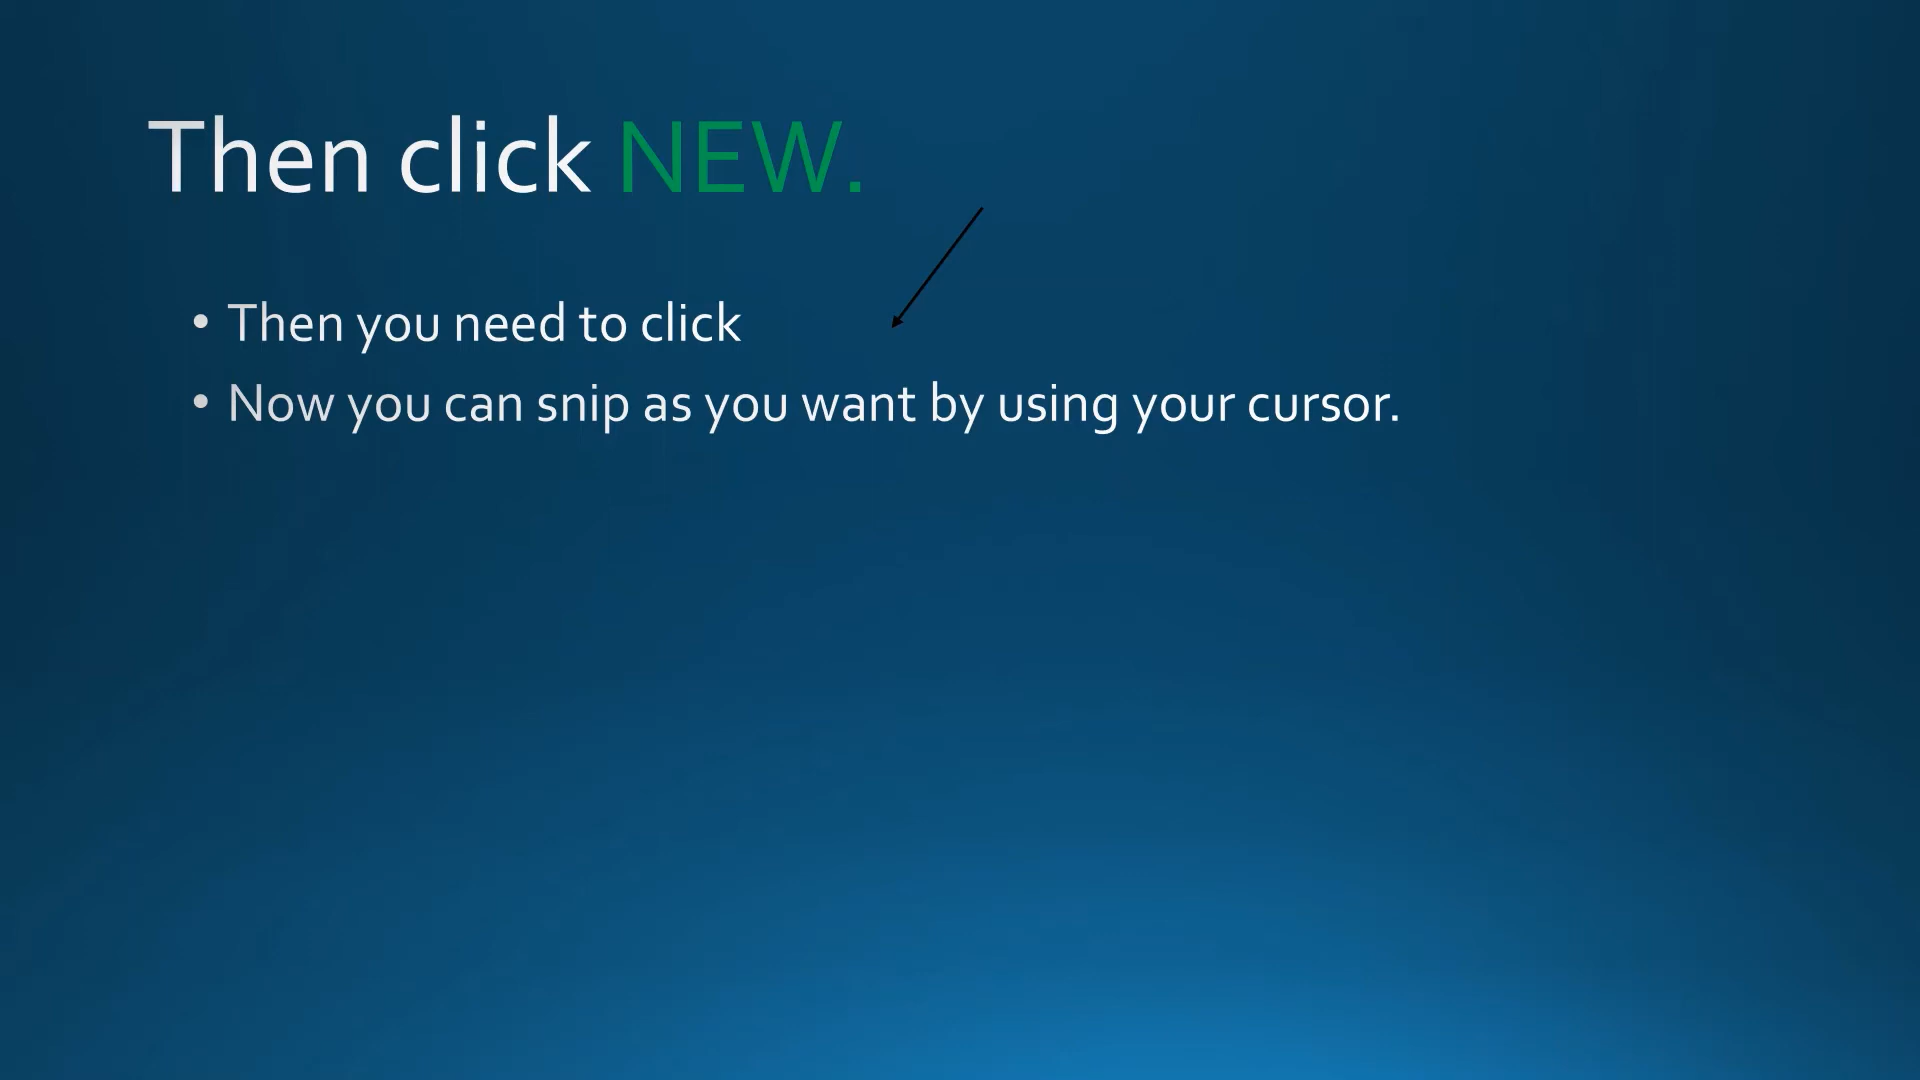 Then click NEW.
• Then you need to click
• Now you can snip as you want by using your cursor.